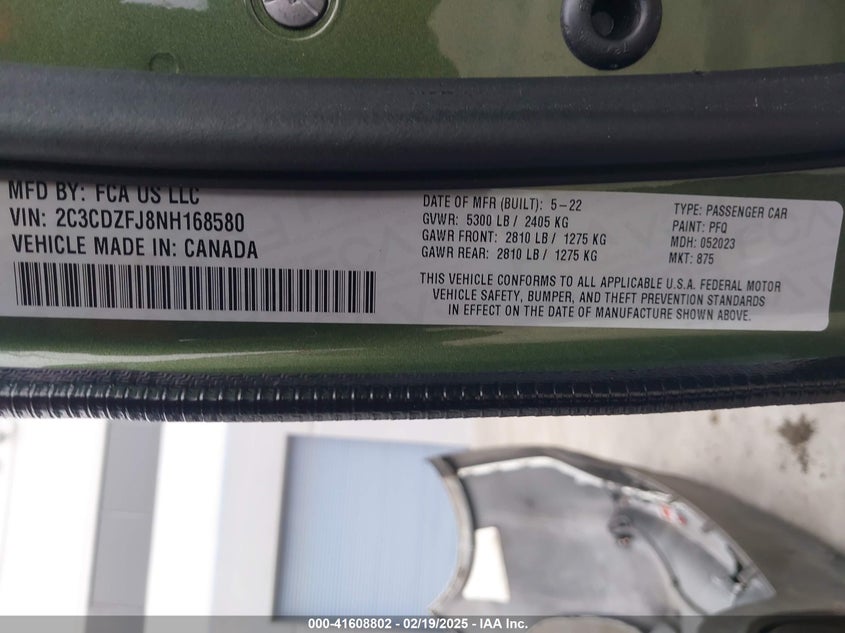 MFD BY: FCA US LLC
VIN: 2C3CDZFJ8NH168580
VEHICLE MADE IN: CANADA
DATE OF MFR (BUILT): 5-22
GVWR: 5300 LB / 2405 KG
GAWR FRONT: 2810 LB / 1275 KG
GAWR REAR: 2810 LB / 1275 KG
TYPE: PASSENGER CAR
PAINT: PFQ
MDH: 052023
MKT: 875
THIS VEHICLE CONFORMS TO ALL APPLICABLE U.S.A. FEDERAL MOTOR
VEHICLE SAFETY, BUMPER, AND THEFT PREVENTION STANDARDS
IN EFFECT ON THE DATE OF MANUFACTURE SHOWN ABOVE.
000-41608802 - 02/19/2025 - IAA Inc.